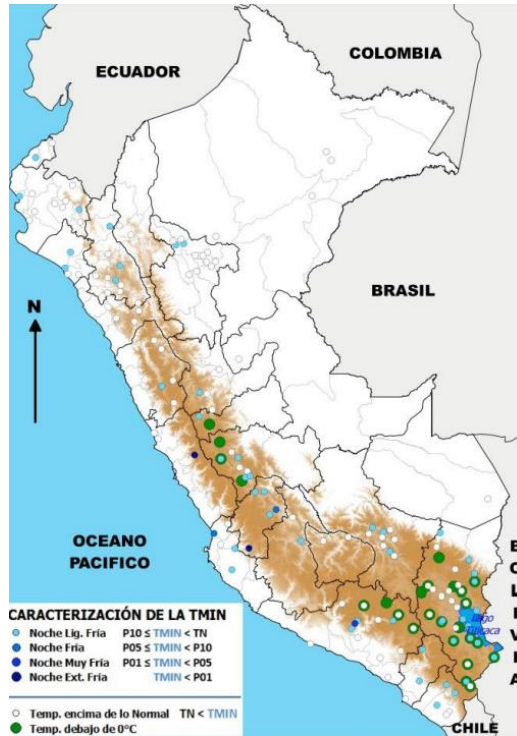 COLOMBIA
ECUADOR
BRASIL
N
OCEANO
PACIFICO
BOLIVIA
Lago
Titicaca
CHILE
CARACTERIZACIÓN DE LA TMIN
Noche Lig. Fría P10 ≤ TMIN < TN
Noche Fría P05 ≤ TMIN < P10
Noche Muy Fría P01 ≤ TMIN < P05
Noche Ext. Fría TMIN < P01
Temp. encima de lo Normal TN < TMIN
Temp. debajo de 0°C